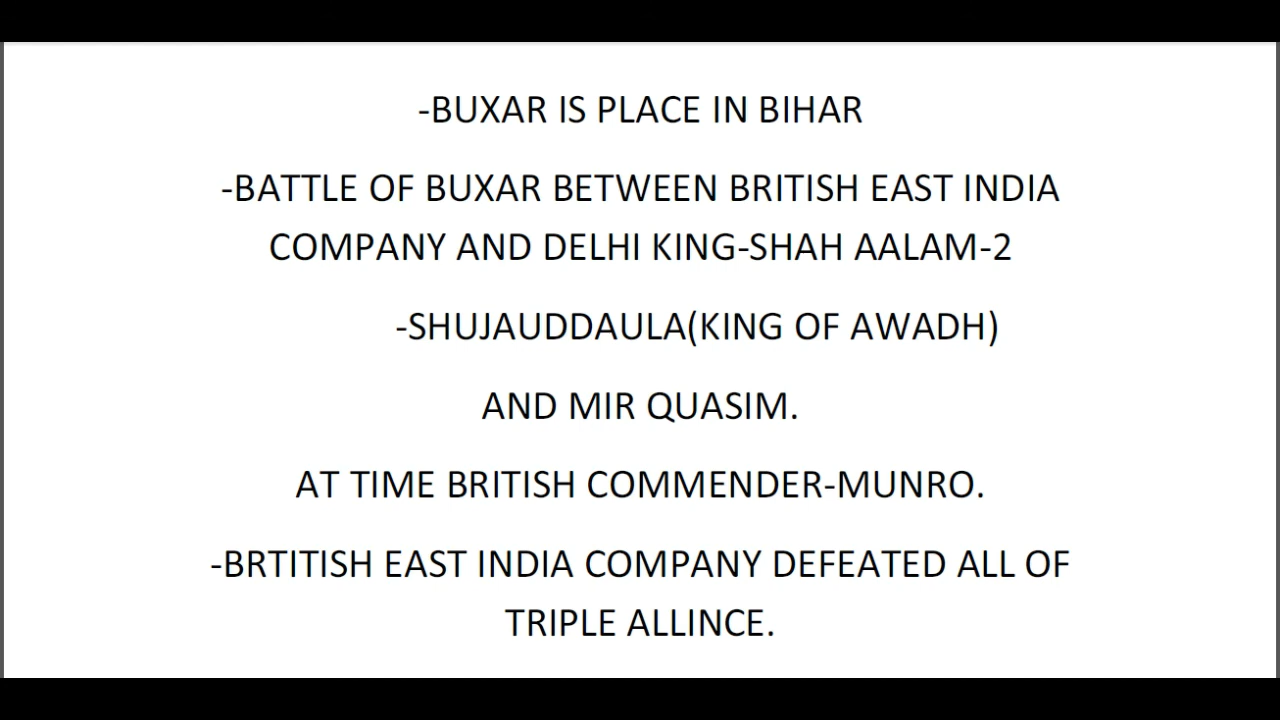 -BUXAR IS PLACE IN BIHAR
-BATTLE OF BUXAR BETWEEN BRITISH EAST INDIA
COMPANY AND DELHI KING-SHAH AALAM-2
-SHUJAUDDAULA(KING OF AWADH)
AND MIR QUASIM.
AT TIME BRITISH COMMENDER-MUNRO.
-BRTITISH EAST INDIA COMPANY DEFEATED ALL OF
TRIPLE ALLINCE.